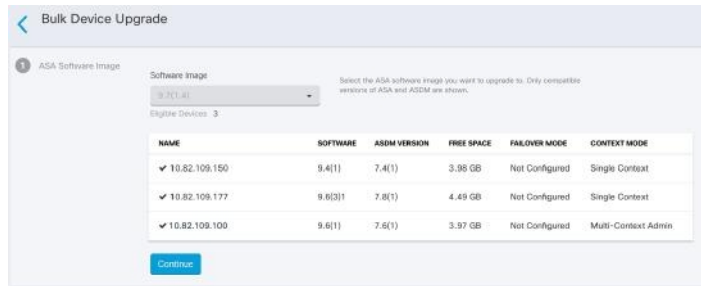 Bulk Device Upgrade
1 ASA Software Image
Software Image
Select the ASA software image you want to upgrade to. Only compatible
versions of ASA and ASDM are shown.
9.7(1.4)
Eligible Devices 3
NAME SOFTWARE ASDM VERSION FREE SPACE FAILOVER MODE CONTEXT MODE
10.82.109.150 9.4(1) 7.4(1) 3.98 GB Not Configured Single Context
10.82.109.177 9.6(3)1 7.8(1) 4.49 GB Not Configured Single Context
10.82.109.100 9.6(1) 7.6(1) 3.97 GB Not Configured Multi-Context Admin
Continue